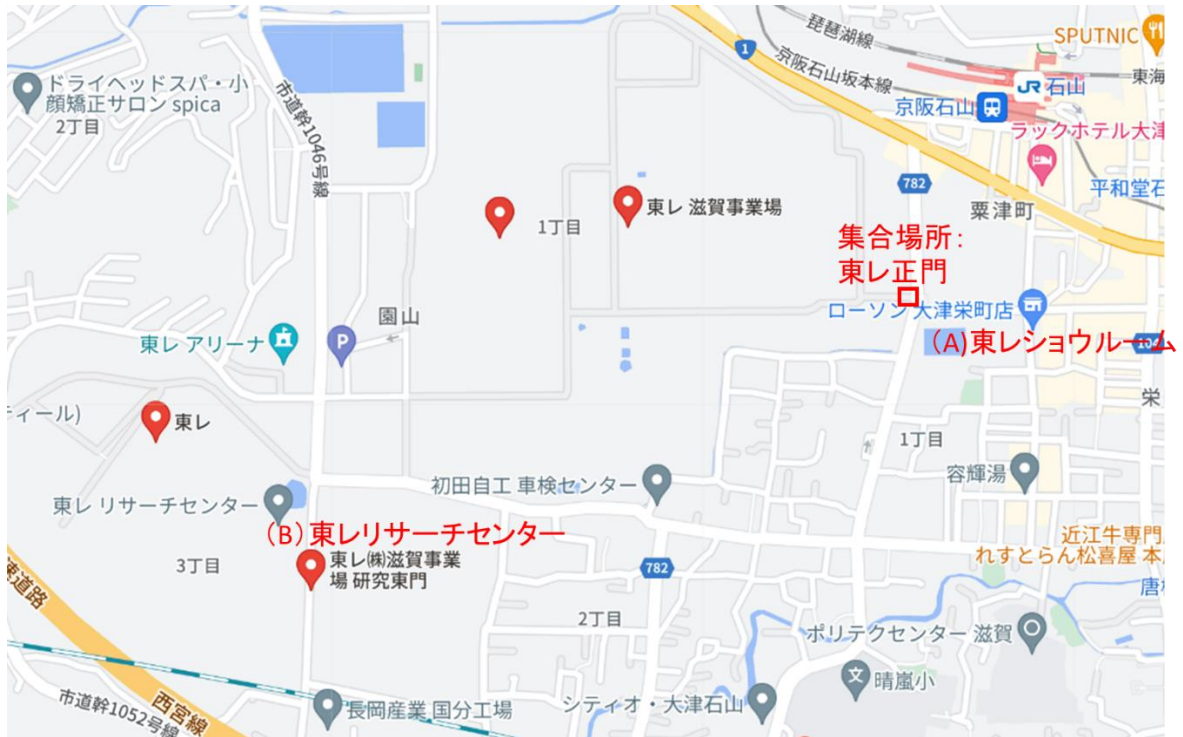 琵琶湖線
SPUTNIC
1
京阪石山坂本線
東海
JR 石山
京阪石山
ドライヘッドスパ・小
顔矯正サロン spica
2丁目
市道幹1046号線
ラックホテル大津
782
平和堂石
粟津町
東レ 滋賀事業場
1丁目
集合場所：
東レ正門
ローソン 大津栄町店
園山
P
東レ アリーナ
（A)東レショウルーム
104
栄
ティール)
東レ
1丁目
容輝湯
初田自工 車検センター
東レ リサーチセンター
（B）東レリサーチセンター
近江牛専門
れすとらん松喜屋 本
東レ㈱滋賀事業
場 研究東門
3丁目
782
唐
速道路
2丁目
ポリテクセンター 滋賀
文
晴嵐小
西宮線
市道幹1052号線
長岡産業 国分工場
シティオ・大津石山